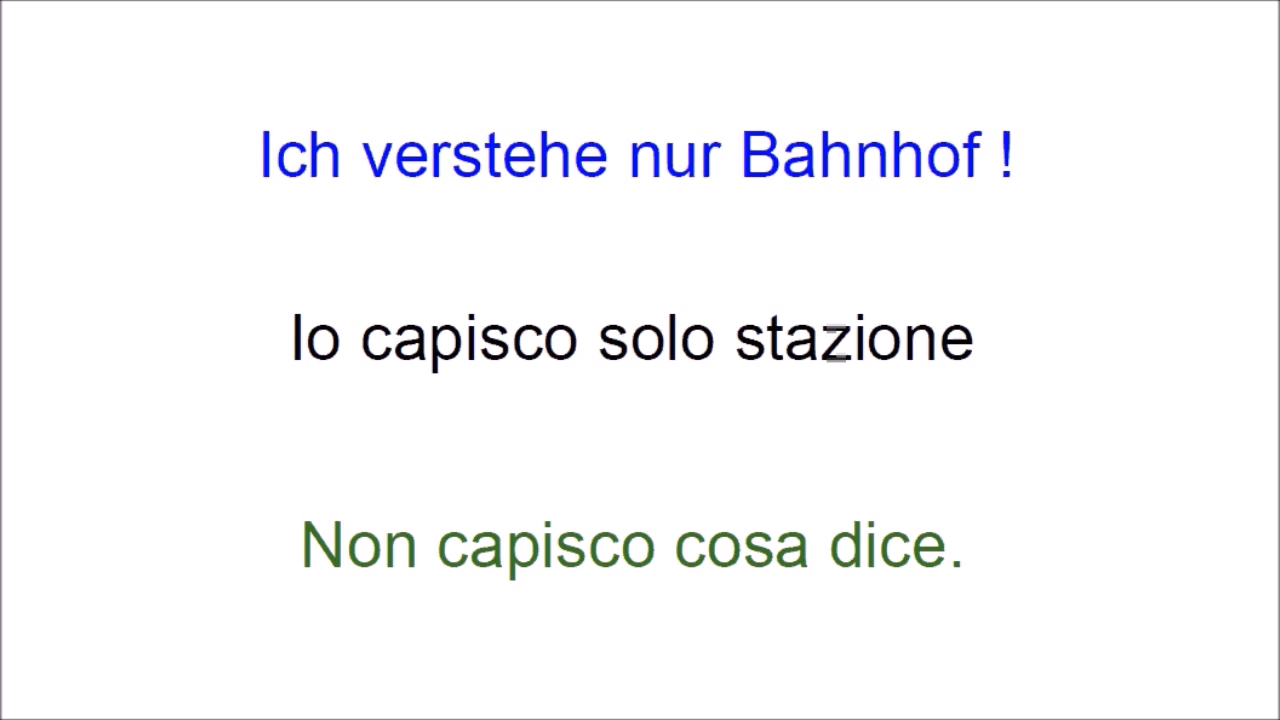 Ich verstehe nur Bahnhof !
Io capisco solo stazione
Non capisco cosa dice.